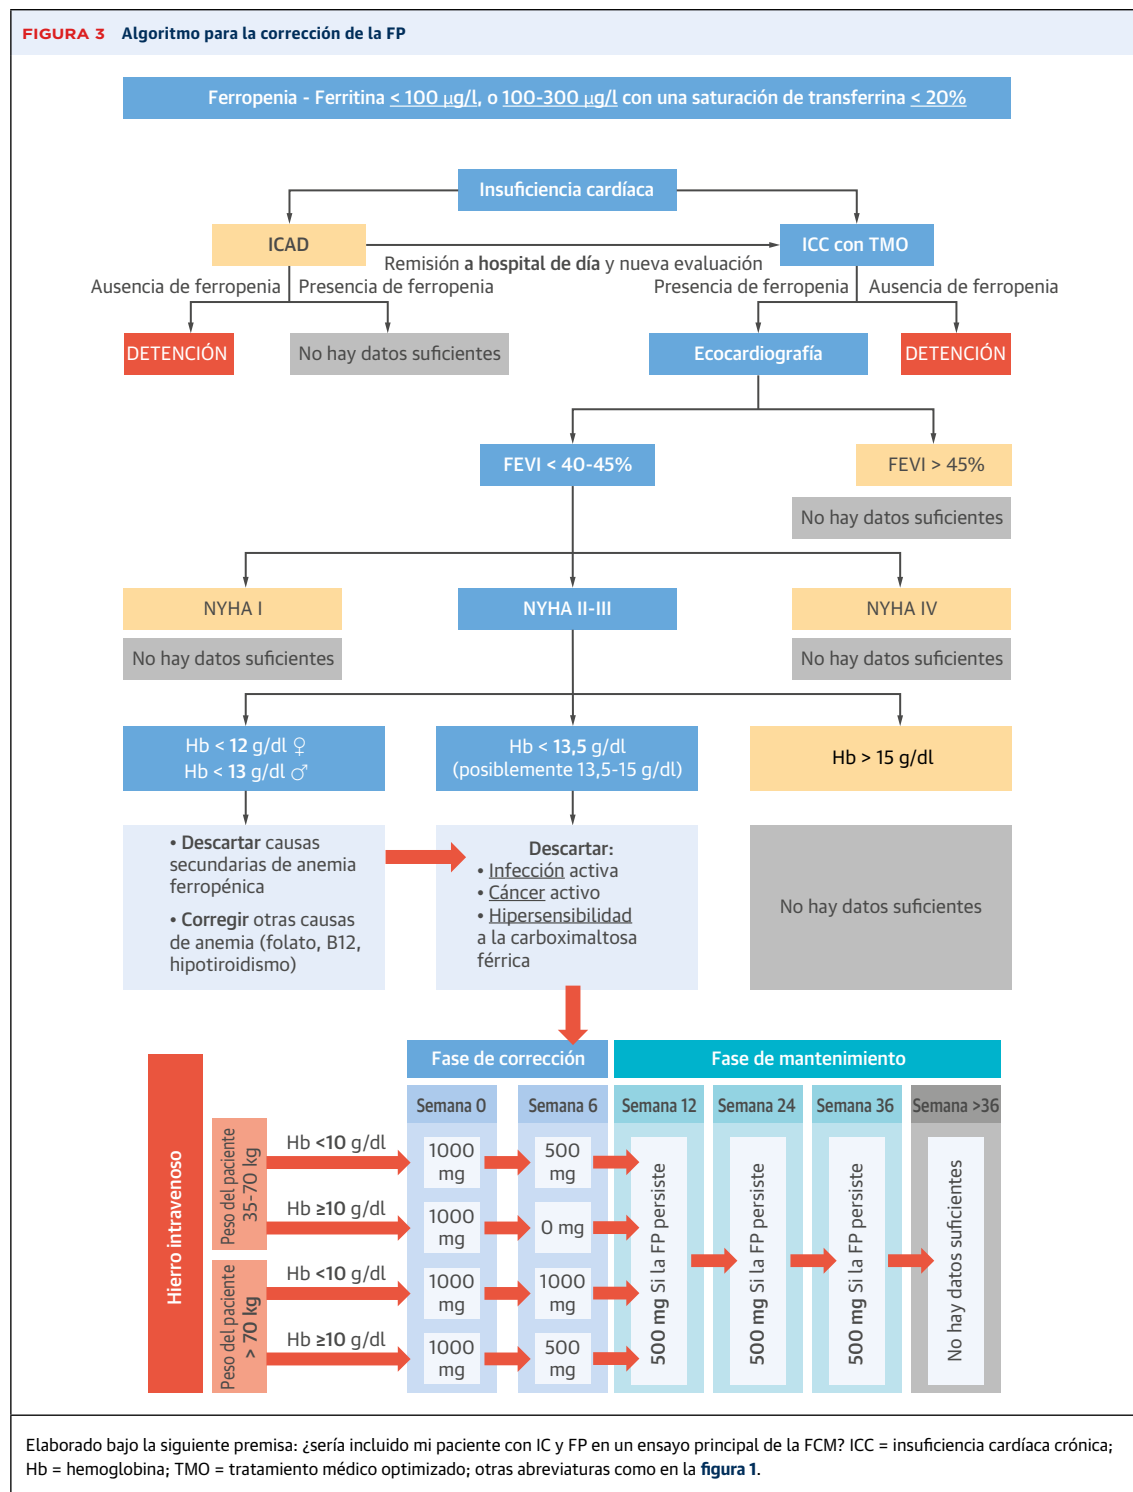 FIGURA 3 Algoritmo para la corrección de la FP
Ferropenia - Ferritina < 100 µg/l, o 100-300 µg/l con una saturación de transferrina < 20%
Insuficiencia cardíaca
ICAD
ICC con TMO
Remisión a hospital de día y nueva evaluación
Ausencia de ferropenia
Presencia de ferropenia
Presencia de ferropenia
Ausencia de ferropenia
DETENCIÓN
No hay datos suficientes
Ecocardiografía
DETENCIÓN
FEVI < 40-45%
FEVI > 45%
No hay datos suficientes
NYHA I
NYHA II-III
NYHA IV
No hay datos suficientes
No hay datos suficientes
Hb < 12 g/dl ♀
Hb < 13 g/dl ♂
Hb < 13,5 g/dl
(posiblemente 13,5-15 g/dl)
Hb > 15 g/dl
• Descartar causas
secundarias de anemia
ferropénica
• Corregir otras causas
de anemia (folato, B12,
hipotiroidismo)
Descartar:
• Infección activa
• Cáncer activo
• Hipersensibilidad
a la carboximaltosa
férrica
No hay datos suficientes
Fase de corrección
Fase de mantenimiento
Semana 0
Semana 6
Semana 12
Semana 24
Semana 36
Semana >36
Hierro intravenoso
Peso del paciente
35-70 kg
Hb <10 g/dl
1000
mg
500
mg
Hb ≥10 g/dl
1000
mg
0 mg
Peso del paciente
> 70 kg
Hb <10 g/dl
1000
mg
1000
mg
Hb ≥10 g/dl
1000
mg
500
mg
500 mg Si la FP persiste
500 mg Si la FP persiste
500 mg Si la FP persiste
No hay datos suficientes
Elaborado bajo la siguiente premisa: ¿sería incluido mi paciente con IC y FP en un ensayo principal de la FCM? ICC = insuficiencia cardíaca crónica;
Hb = hemoglobina; TMO = tratamiento médico optimizado; otras abreviaturas como en la figura 1.